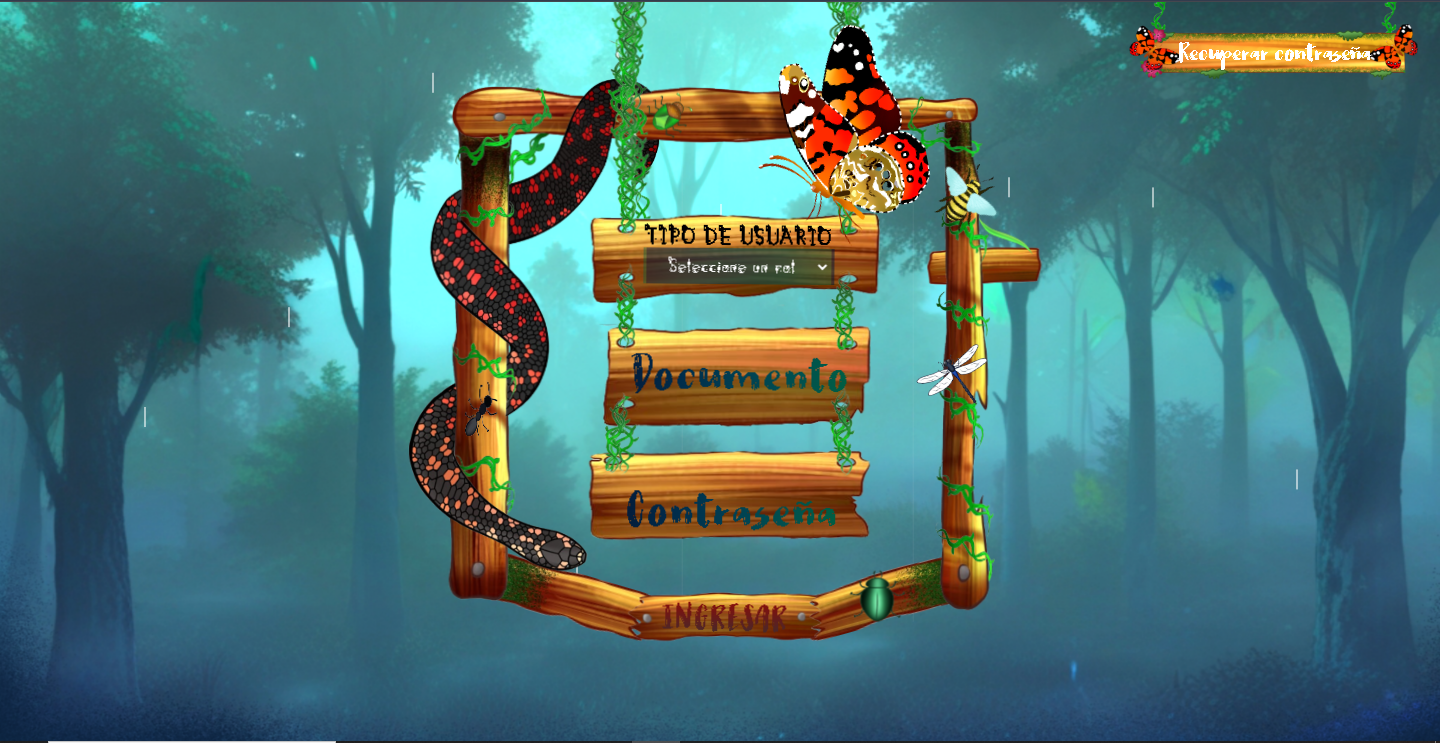 Recuperar contraseña
TIPO DE USUARIO
Seleccione un rol
Documento
Contraseña
INGRESAR